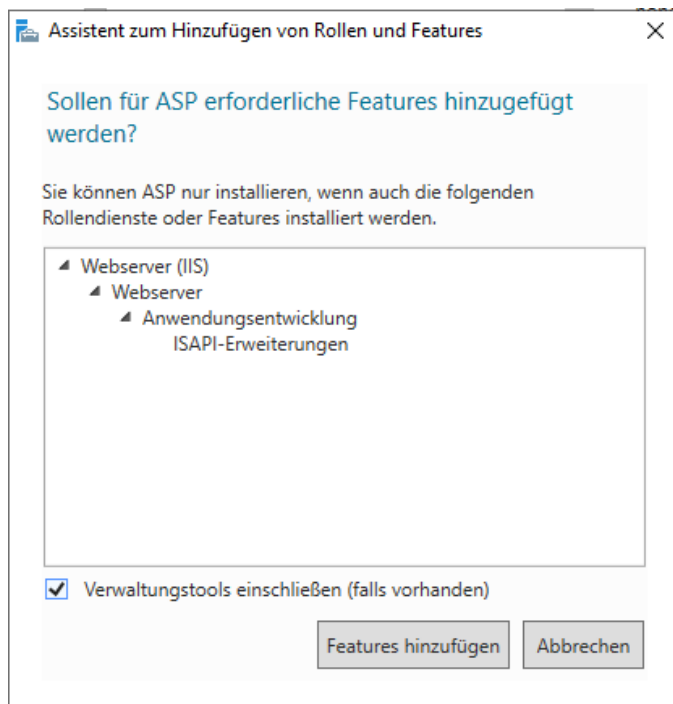 Assistent zum Hinzufügen von Rollen und Features
Sollen für ASP erforderliche Features hinzugefügt
werden?
Sie können ASP nur installieren, wenn auch die folgenden
Rollendienste oder Features installiert werden.
Webserver (IIS)
Webserver
Anwendungsentwicklung
ISAPI-Erweiterungen
Verwaltungstools einschließen (falls vorhanden)
Features hinzufügen
Abbrechen